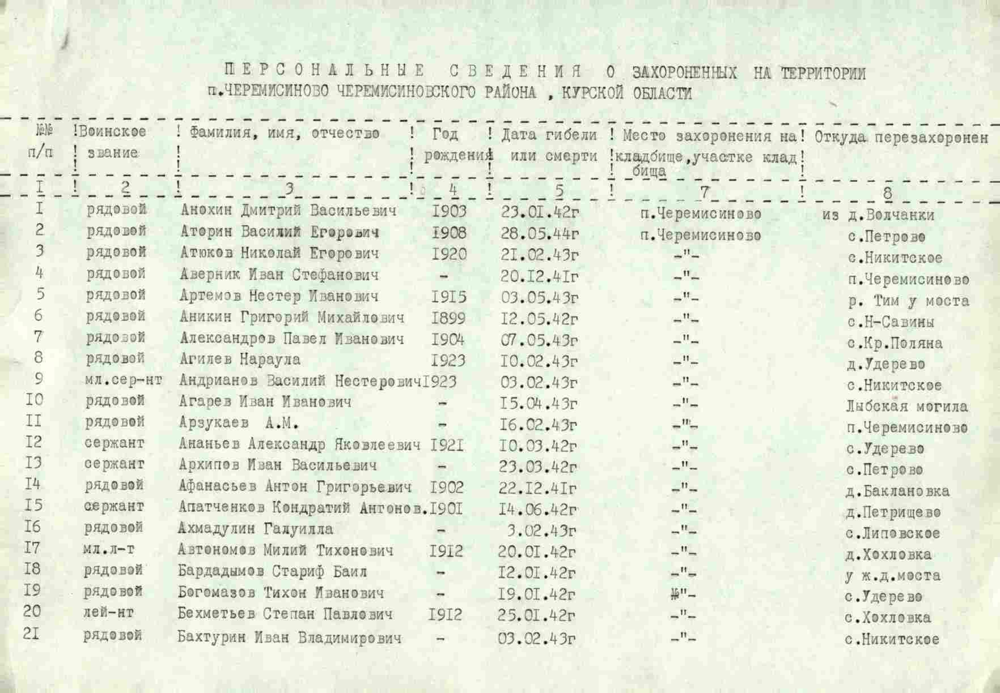 ПЕРСОНАЛЬНЫЕ СВЕДЕНИЯ О ЗАХОРОНЕННЫХ НА ТЕРРИТОРИИ
п.ЧЕРЕМИСИНОВО ЧЕРЕМИСИНОВСКОГО РАЙОНА , КУРСКОЙ ОБЛАСТИ
№№ !Воинское ! Фамилия, имя, отчество ! Год ! Дата гибели ! Место захоронения на! Откуда перезахоронен
п/п ! звание ! ! рождения! или смерти !кладбище,участке клад!
! ! ! ! ! бища !
I ! 2 ! 3 ! 4 ! 5 ! 7 ! 8
I рядовой Анохин Дмитрий Васильевич I903 23.0I.42г п.Черемисиново из д.Волчанки
2 рядовой Аторин Василий Егорович I908 28.05.44г п.Черемисиново с.Петрово
3 рядовой Атюков Николай Егорович I920 2I.02.43г -"- с.Никитское
4 рядовой Аверник Иван Стефанович - 20.I2.4Iг -"- п.Черемисиново
5 рядовой Артемов Нестер Иванович I9I5 03.05.43г -"- р. Тим у моста
6 рядовой Аникин Григорий Михайлович I899 I2.05.42г -"- с.Н-Савины
7 рядовой Александров Павел Иванович I904 07.05.43г -"- с.Кр.Поляна
8 рядовой Агилев Нараула I923 I0.02.43г -"- д.Удерево
9 мл.сер-нт Андрианов Василий НестеровичI923 03.02.43г -"- с.Никитское
I0 рядовой Агарев Иван Иванович - I5.04.43г -"- Лыбская могила
II рядовой Арзукаев А.М. - I6.02.43г -"- п.Черемисиново
I2 сержант Ананьев Александр Яковлеевич I92I I0.03.42г -"- с.Удерево
I3 сержант Архипов Иван Васильевич - 23.03.42г -"- с.Петрово
I4 рядовой Афанасьев Антон Григорьевич I902 22.I2.4Iг -"- д.Баклановка
I5 сержант Апатченков Кондратий Антонов.I90I I4.06.42г -"- д.Петрищево
I6 рядовой Ахмадулин Галуилла - 3.02.43г -"- с.Липовское
I7 мл.л-т Автономов Милий Тихонович I9I2 20.0I.42г -"- д.Хохловка
I8 рядовой Бардадымов Стариф Баил - I2.0I.42г -"- у ж.д.моста
I9 рядовой Богомазов Тихон Иванович - I9.0I.42г №"- с.Удерево
20 лей-нт Бехметьев Степан Павлович I9I2 25.0I.42г -"- с.Хохловка
2I рядовой Бахтурин Иван Владимирович - 03.02.43г -"- с.Никитское